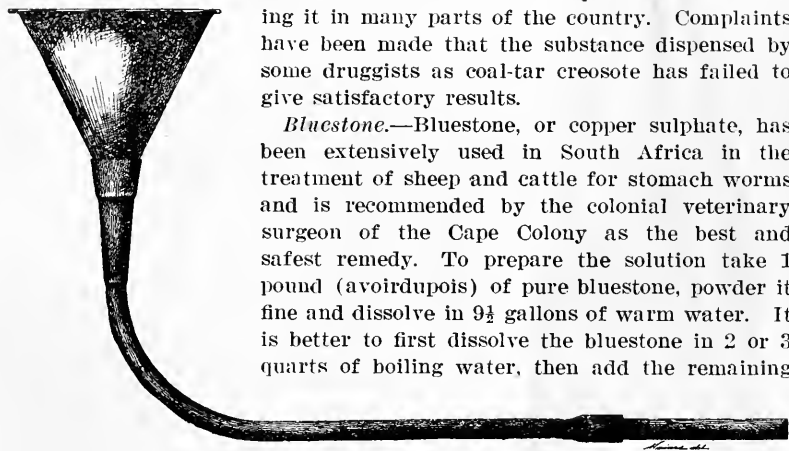 ing it in many parts of the country. Complaints
have been made that the substance dispensed by
some druggists as coal-tar creosote has failed to
give satisfactory results.
Bluestone.—Bluestone, or copper sulphate, has
been extensively used in South Africa in the
treatment of sheep and cattle for stomach worms
and is recommended by the colonial veterinary
surgeon of the Cape Colony as the best and
safest remedy. To prepare the solution take 1
pound (avoirdupois) of pure bluestone, powder it
fine and dissolve in 9½ gallons of warm water. It
is better to first dissolve the bluestone in 2 or 3
quarts of boiling water, then add the remaining